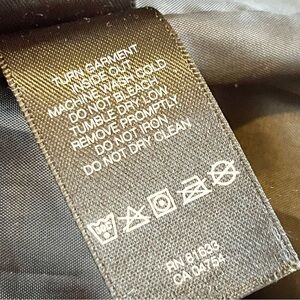 TURN GARMENT
INSIDE OUT
MACHINE WASH COLD
DO NOT BLEACH
TUMBLE DRY LOW
REMOVE PROMPTLY
DO NOT IRON
DO NOT DRY CLEAN
RN 81633
CA 04754